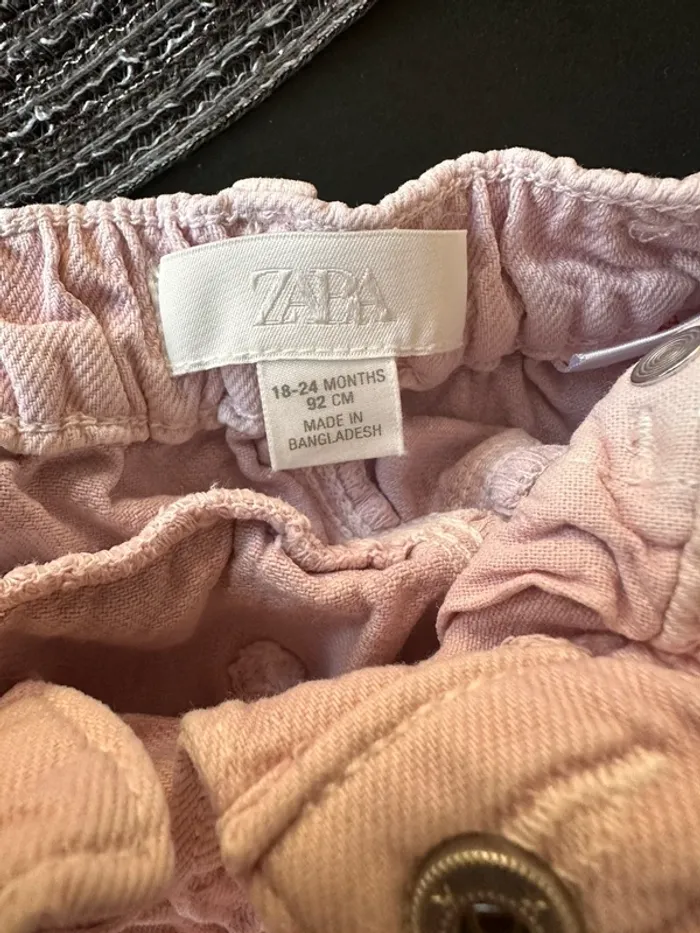 ZARA
18-24 MONTHS
92 CM
MADE IN
BANGLADESH